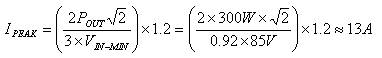 I_PEAK = (2P_OUT√2 / 3×V_IN-MIN) × 1.2 = (2×300W×√2 / 0.92×85V) × 1.2 ≈ 13A